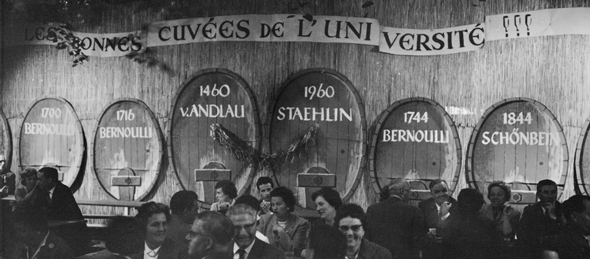 LES BONNES CUVÉES DE L'UNIVERSITÉ !!!
1700
BERNOULLI
1716
BERNOULLI
1460
V.ANDLAU
1960
STAEHLIN
1744
BERNOULLI
1844
SCHÖNBEIN